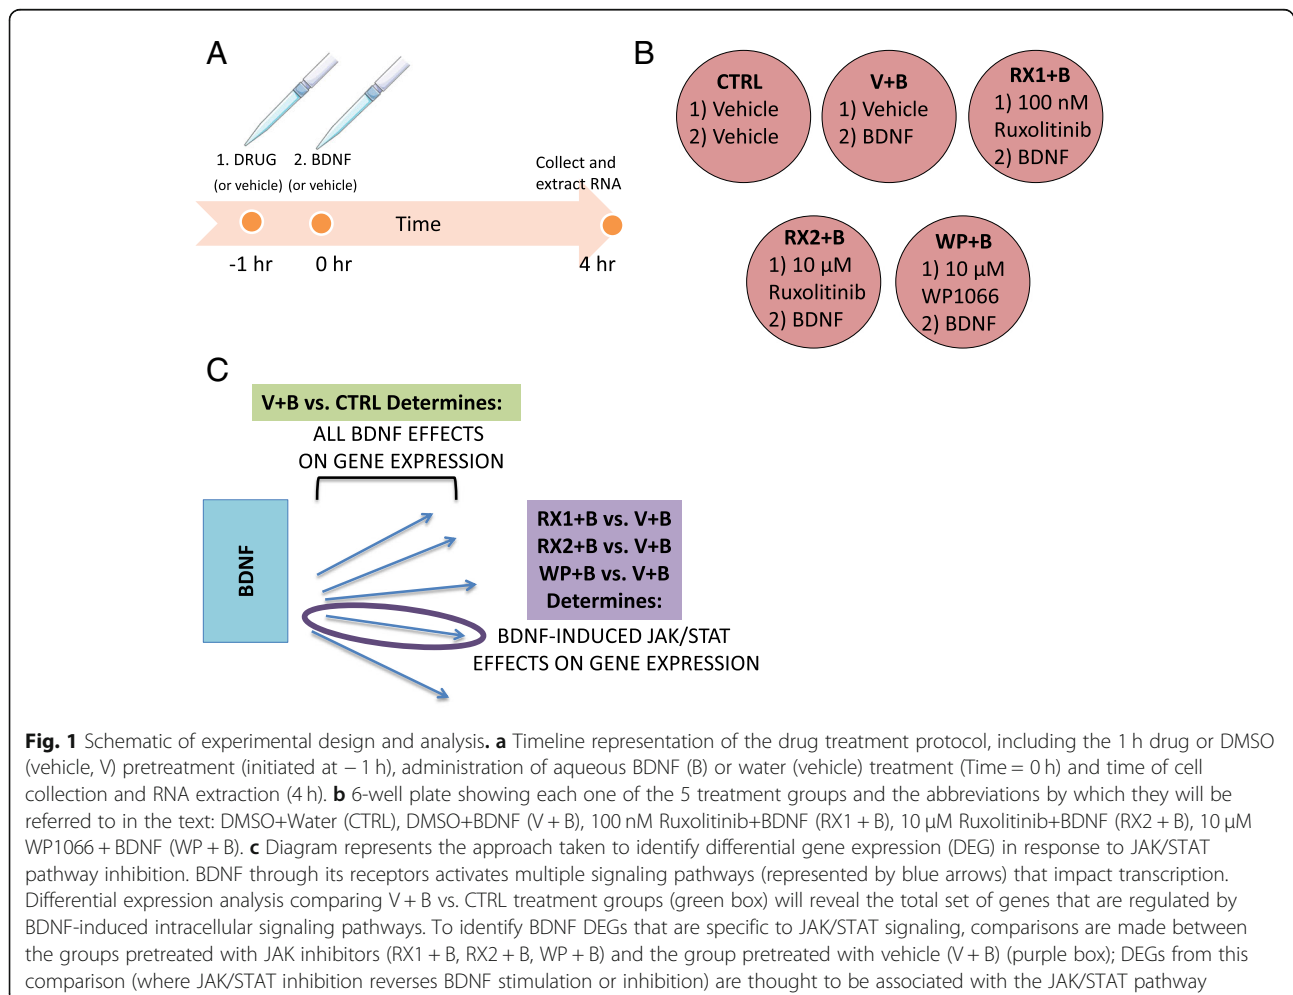 A
1. DRUG
(or vehicle)
2. BDNF
(or vehicle)
Collect and
extract RNA
Time
-1 hr
0 hr
4 hr
B
CTRL
1) Vehicle
2) Vehicle
V+B
1) Vehicle
2) BDNF
RX1+B
1) 100 nM
Ruxolitinib
2) BDNF
RX2+B
1) 10 µM
Ruxolitinib
2) BDNF
WP+B
1) 10 µM
WP1066
2) BDNF
C
V+B vs. CTRL Determines:
ALL BDNF EFFECTS
ON GENE EXPRESSION
BDNF
RX1+B vs. V+B
RX2+B vs. V+B
WP+B vs. V+B
Determines:
BDNF-INDUCED JAK/STAT
EFFECTS ON GENE EXPRESSION
Fig. 1 Schematic of experimental design and analysis. a Timeline representation of the drug treatment protocol, including the 1 h drug or DMSO
(vehicle, V) pretreatment (initiated at − 1 h), administration of aqueous BDNF (B) or water (vehicle) treatment (Time = 0 h) and time of cell
collection and RNA extraction (4 h). b 6-well plate showing each one of the 5 treatment groups and the abbreviations by which they will be
referred to in the text: DMSO+Water (CTRL), DMSO+BDNF (V + B), 100 nM Ruxolitinib+BDNF (RX1 + B), 10 μM Ruxolitinib+BDNF (RX2 + B), 10 μM
WP1066 + BDNF (WP + B). c Diagram represents the approach taken to identify differential gene expression (DEG) in response to JAK/STAT
pathway inhibition. BDNF through its receptors activates multiple signaling pathways (represented by blue arrows) that impact transcription.
Differential expression analysis comparing V + B vs. CTRL treatment groups (green box) will reveal the total set of genes that are regulated by
BDNF-induced intracellular signaling pathways. To identify BDNF DEGs that are specific to JAK/STAT signaling, comparisons are made between
the groups pretreated with JAK inhibitors (RX1 + B, RX2 + B, WP + B) and the group pretreated with vehicle (V + B) (purple box); DEGs from this
comparison (where JAK/STAT inhibition reverses BDNF stimulation or inhibition) are thought to be associated with the JAK/STAT pathway